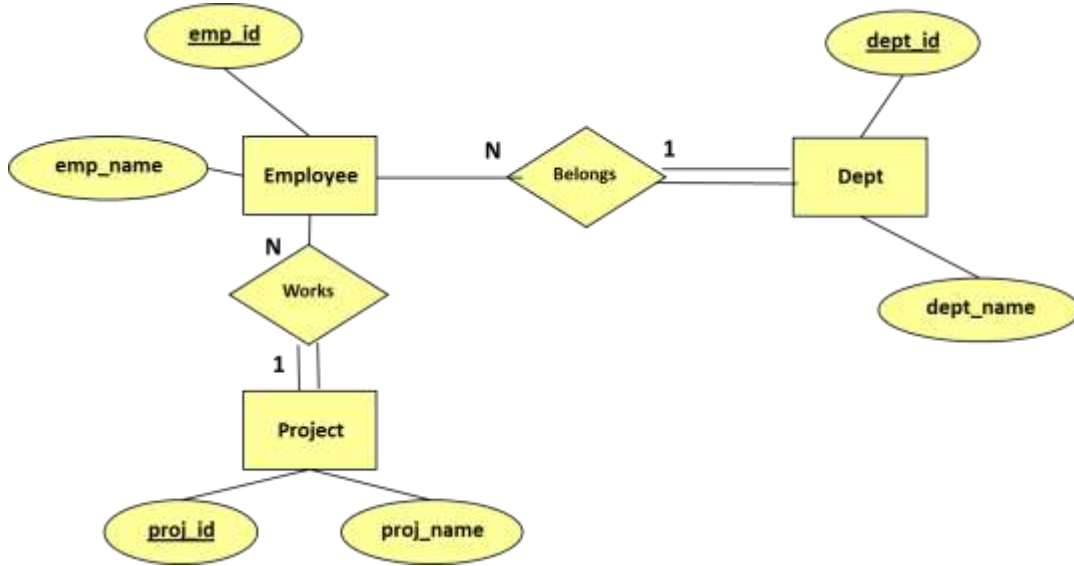 emp_id
dept_id
emp_name
Employee
N
Belongs
1
Dept
N
Works
dept_name
1
Project
proj_id
proj_name